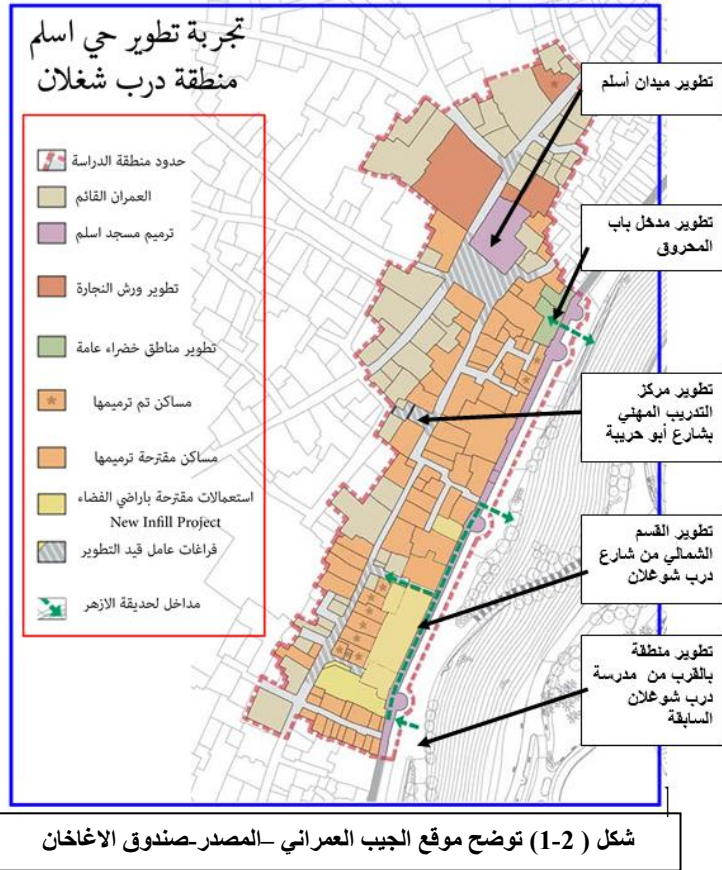 تجربة تطوير حي اسلم
منطقة درب شغلان
حدود منطقة الدراسة
العمران القائم
ترميم مسجد اسلم
تطوير ورش النجارة
تطوير مناطق خضراء عامة
مساكن تم ترميمها
مساكن مقترحة ترميمها
استعمالات مقترحة باراضي الفضاء
New Infill Project
فراغات عامل قيد التطوير
مداخل لحديقة الازهر
تطوير ميدان أسلم
تطوير مدخل باب
المحروق
تطوير مركز
التدريب المهني
بشارع أبو حريبة
تطوير القسم
الشمالي من شارع
درب شوغلان
تطوير منطقة
بالقرب من مدرسة
درب شوغلان
السابقة
شكل ( 2-1) توضح موقع الجيب العمراني –المصدر-صندوق الاغاخان